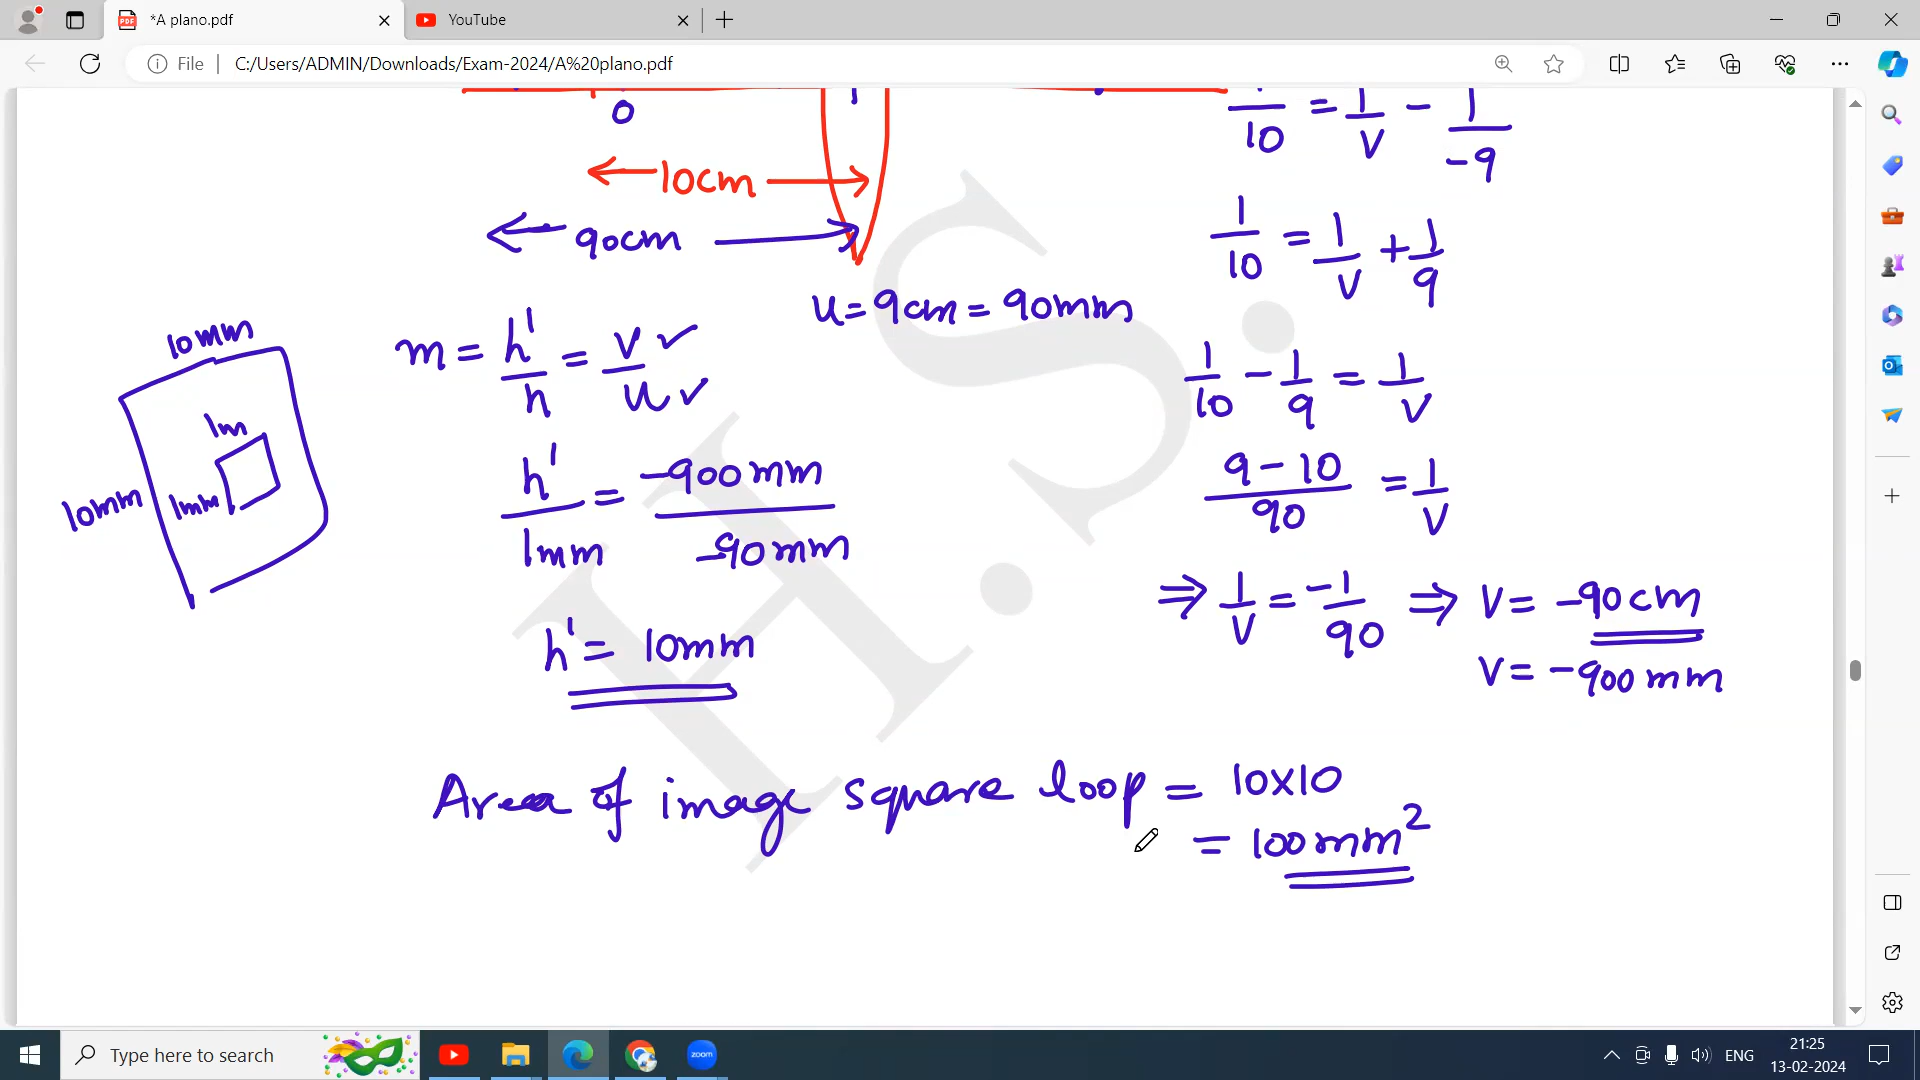 *A plano.pdf
YouTube
File
C:/Users/ADMIN/Downloads/Exam-2024/A%20plano.pdf
0
10cm
90cm
1/10 = 1/v - 1/-9
1/10 = 1/v + 1/9
u = 9cm = 90mm
10mm
m = h'/h = v ✓/u ✓
1/10 - 1/9 = 1/v
1m
10mm
1mm
h'/1mm = -900mm/-90mm
9-10/90 = 1/v
h' = 10mm
⇒ 1/v = -1/90 ⇒ v = -90cm
v = -900mm
Area of image square loop = 10×10
= 100mm²
H.S.
Type here to search
zoom
ENG
21:25
13-02-2024